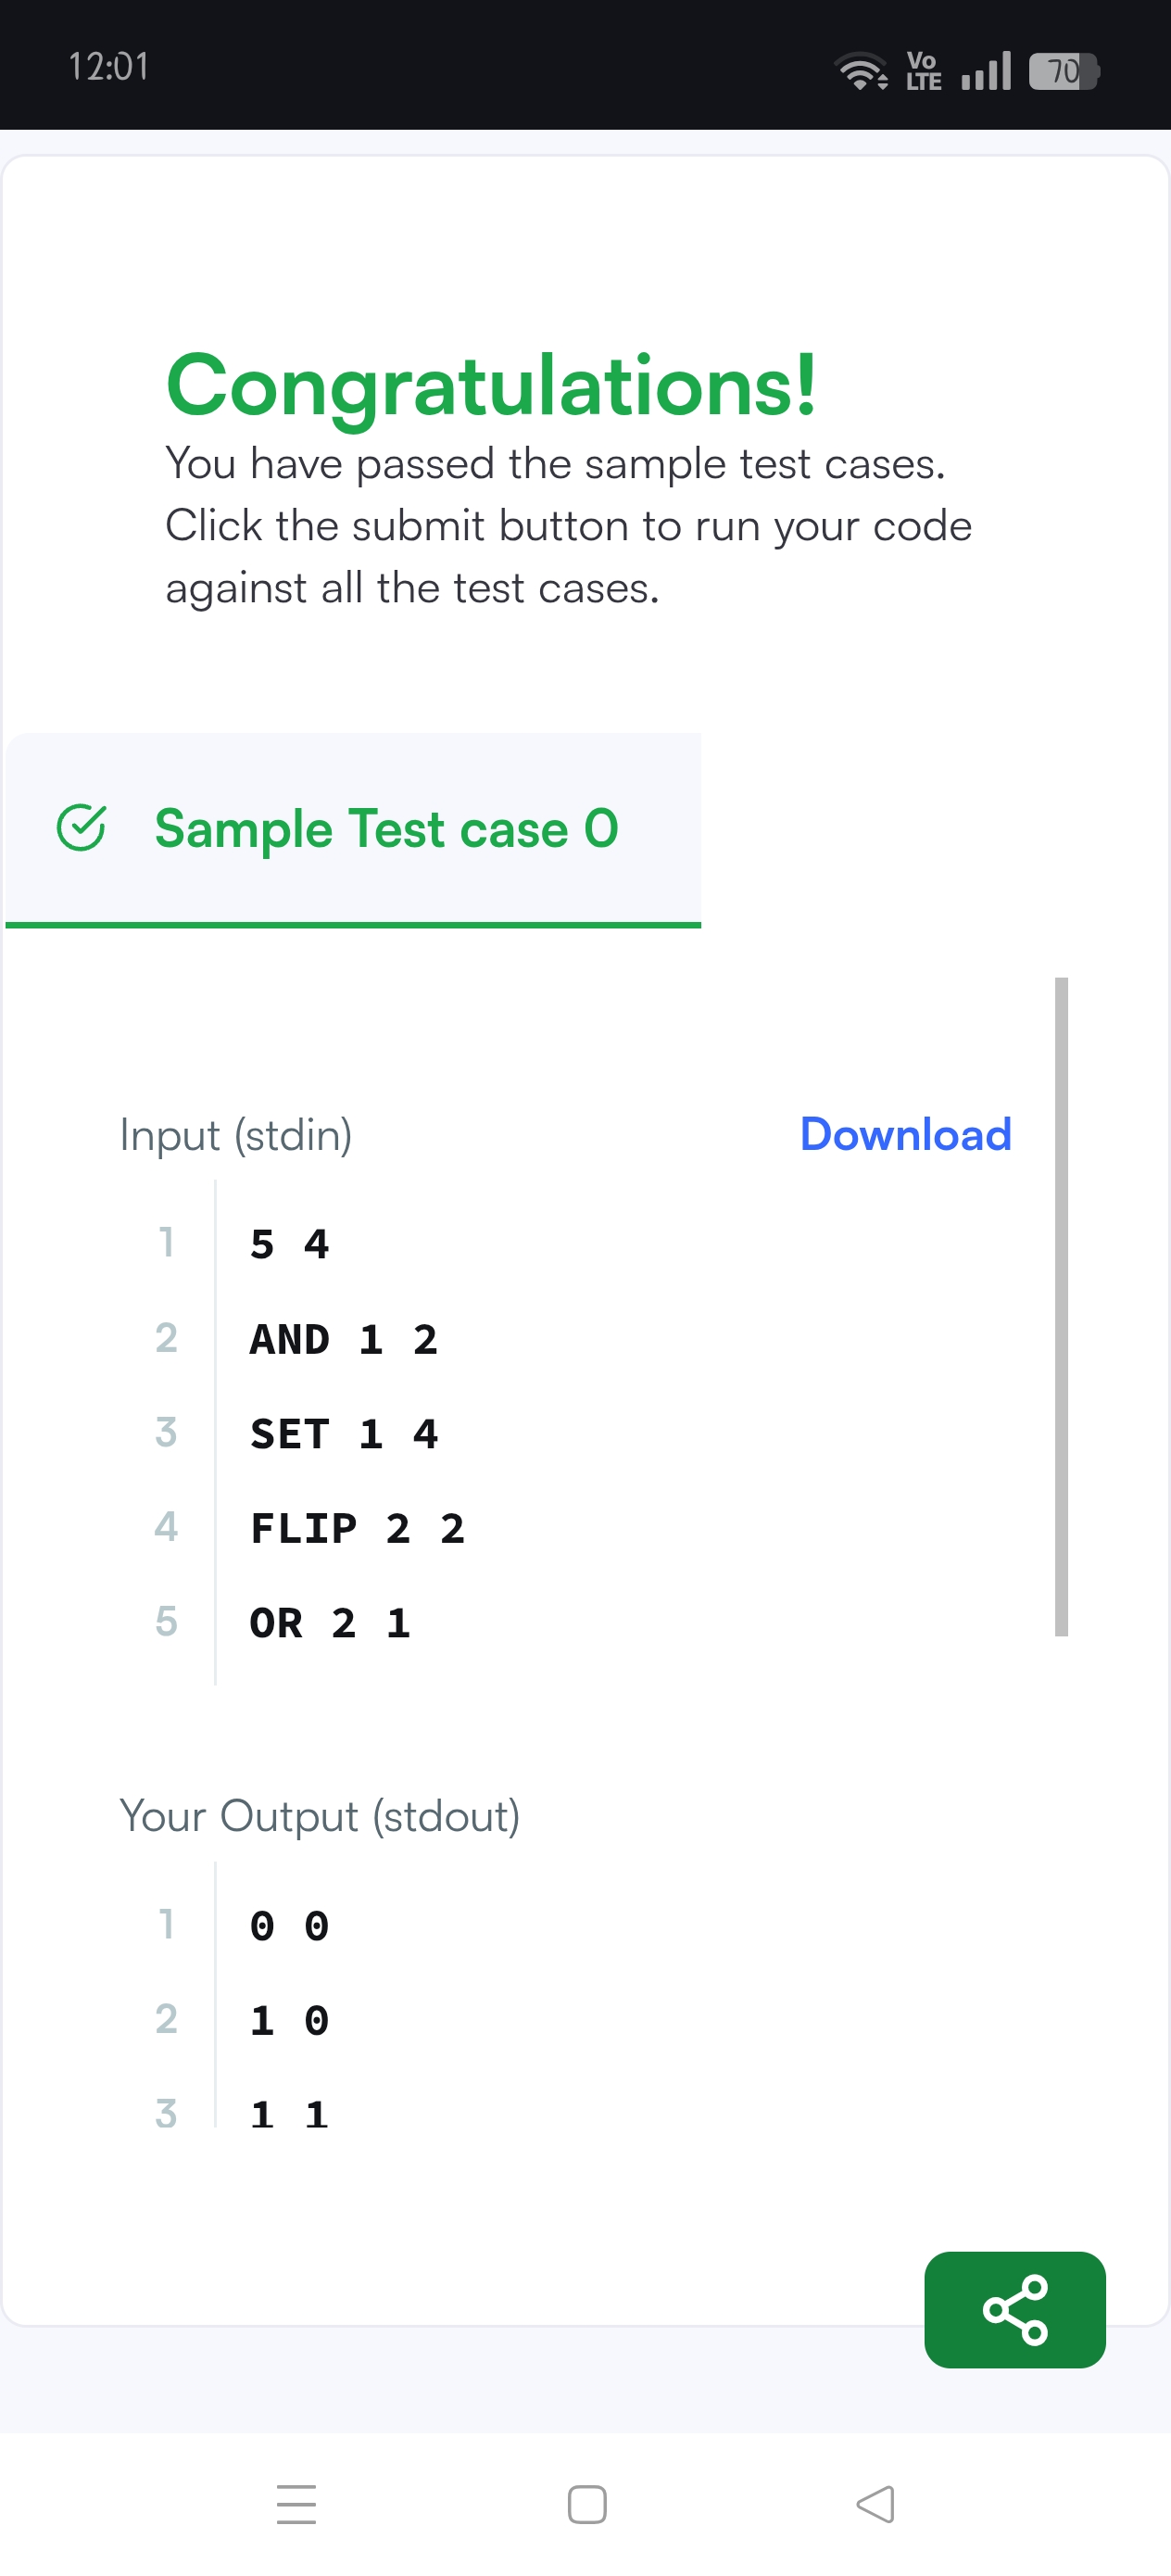 12:01
Vo
LTE
70
Congratulations!
You have passed the sample test cases.
Click the submit button to run your code
against all the test cases.
Sample Test case 0
Input (stdin)
Download
1 5 4
2 AND 1 2
3 SET 1 4
4 FLIP 2 2
5 OR 2 1
Your Output (stdout)
1 0 0
2 1 0
3 1 1